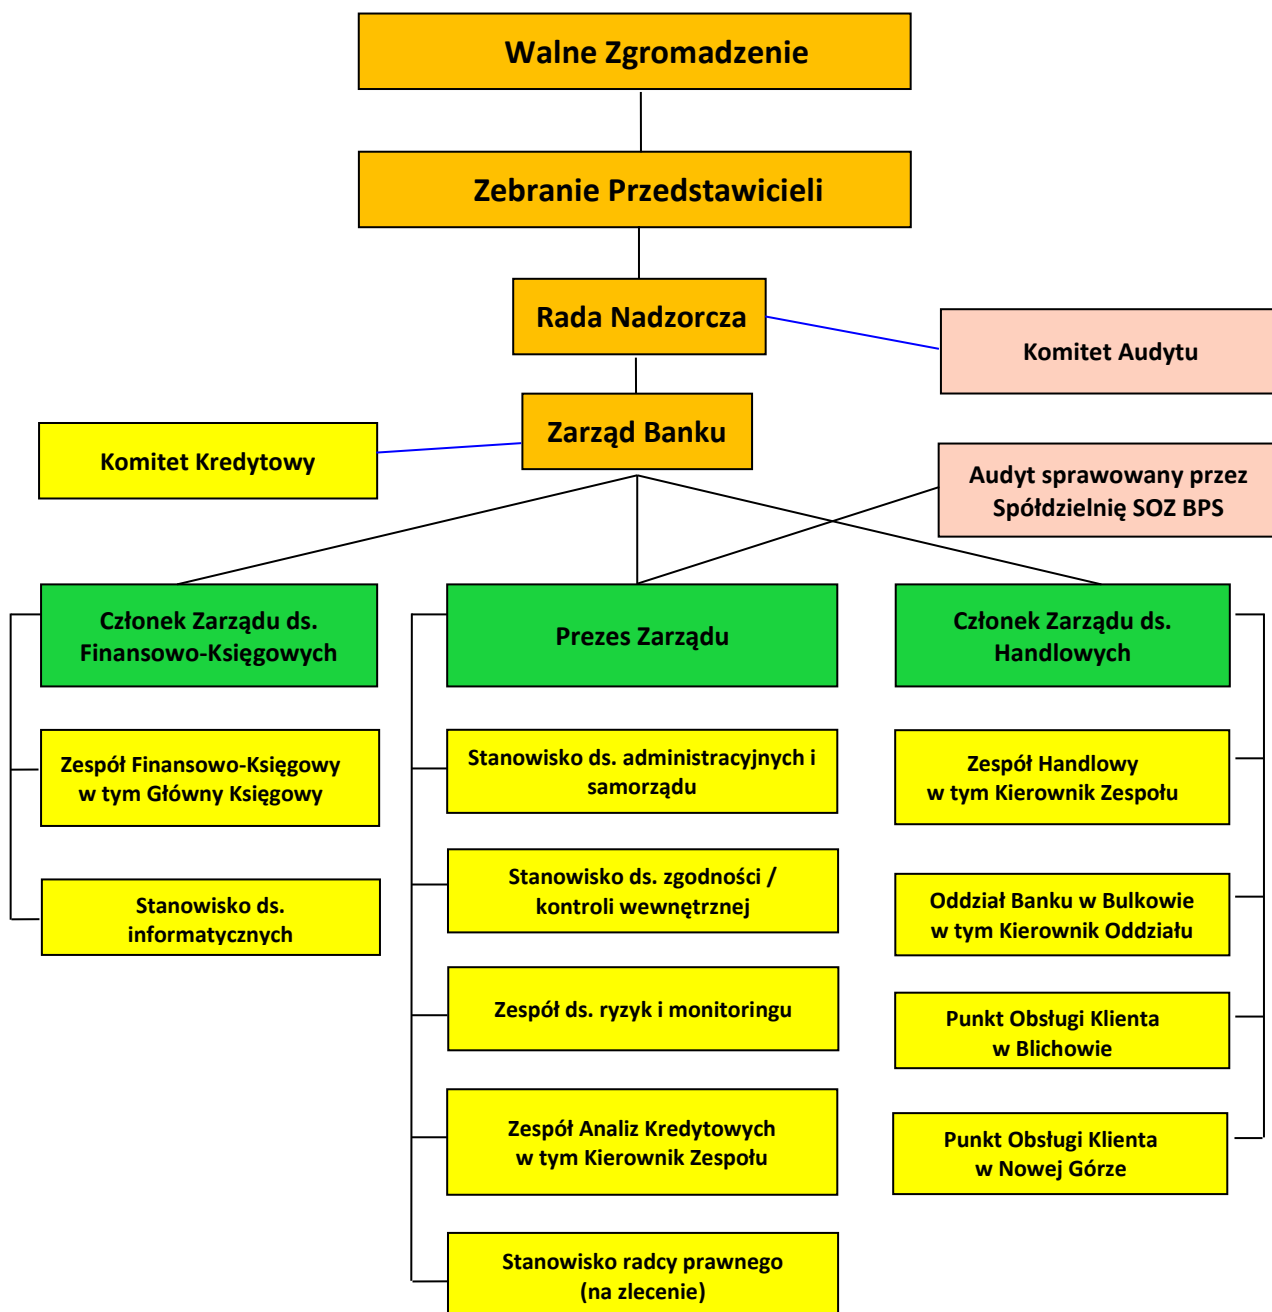 Walne Zgromadzenie
Zebranie Przedstawicieli
Rada Nadzorcza
Komitet Audytu
Zarząd Banku
Komitet Kredytowy
Audyt sprawowany przez
Spółdzielnię SOZ BPS
Członek Zarządu ds.
Finansowo-Księgowych
Prezes Zarządu
Członek Zarządu ds.
Handlowych
Zespół Finansowo-Księgowy
w tym Główny Księgowy
Stanowisko ds.
informatycznych
Stanowisko ds. administracyjnych i
samorządu
Stanowisko ds. zgodności /
kontroli wewnętrznej
Zespół ds. ryzyk i monitoringu
Zespół Analiz Kredytowych
w tym Kierownik Zespołu
Stanowisko radcy prawnego
(na zlecenie)
Zespół Handlowy
w tym Kierownik Zespołu
Oddział Banku w Bulkowie
w tym Kierownik Oddziału
Punkt Obsługi Klienta
w Blichowie
Punkt Obsługi Klienta
w Nowej Górze